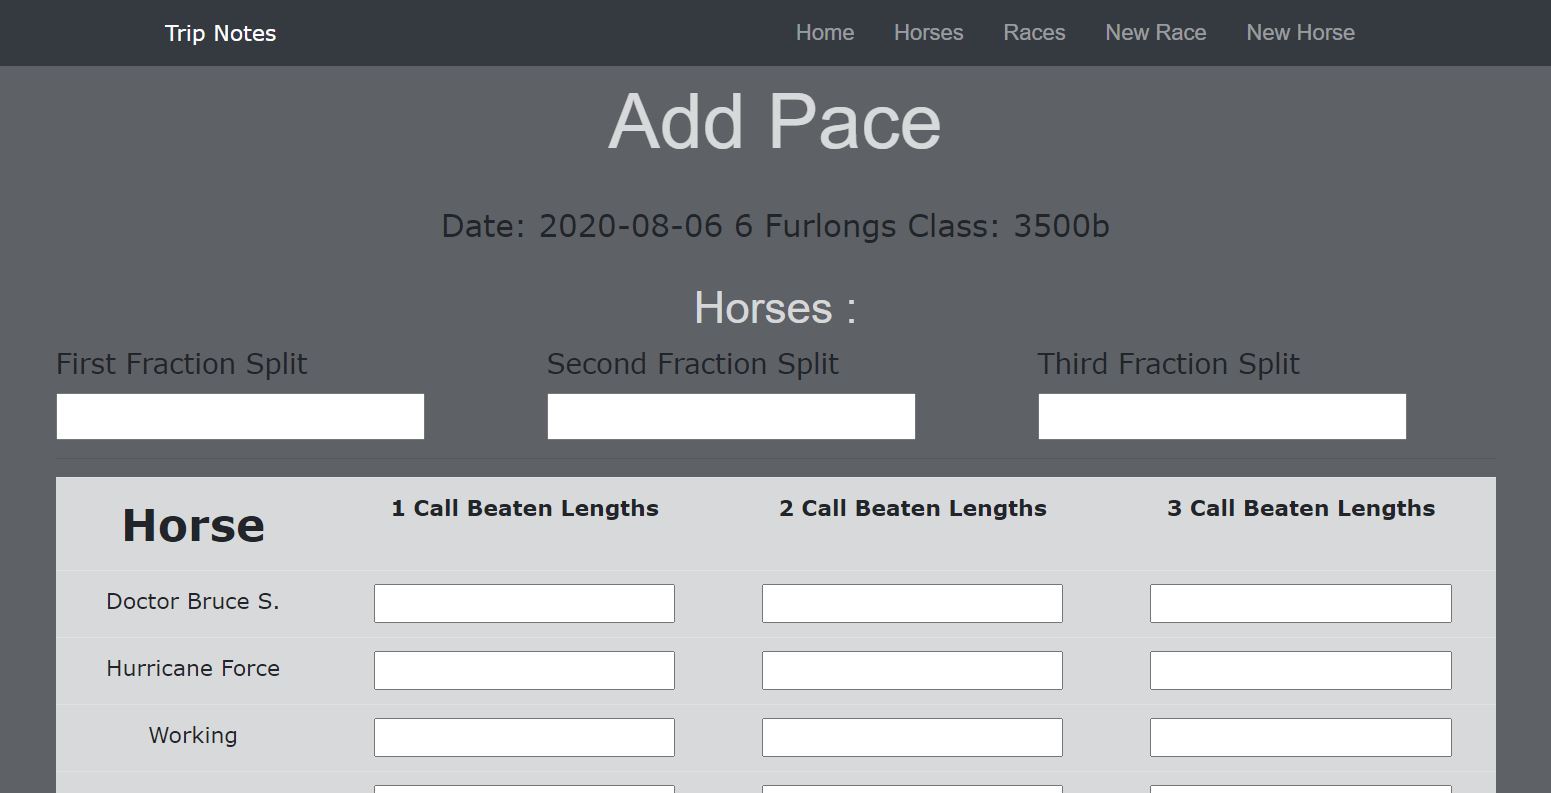 Trip Notes Home Horses Races New Race New Horse
Add Pace
Date: 2020-08-06 6 Furlongs Class: 3500b
Horses :
First Fraction Split Second Fraction Split Third Fraction Split
Horse 1 Call Beaten Lengths 2 Call Beaten Lengths 3 Call Beaten Lengths
Doctor Bruce S.
Hurricane Force
Working